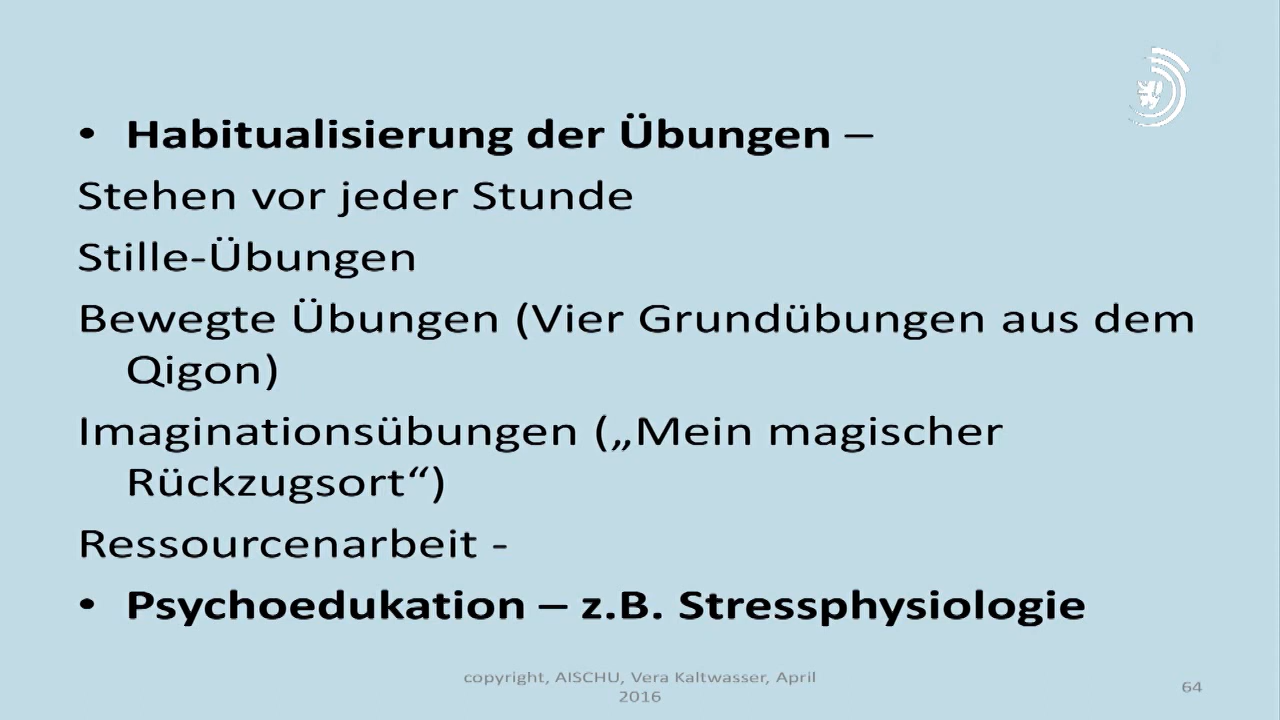 • Habitualisierung der Übungen –
Stehen vor jeder Stunde
Stille-Übungen
Bewegte Übungen (Vier Grundübungen aus dem
Qigon)
Imaginationsübungen („Mein magischer
Rückzugsort“)
Ressourcenarbeit -
• Psychoedukation – z.B. Stressphysiologie
copyright, AISCHU, Vera Kaltwasser, April
2016
64